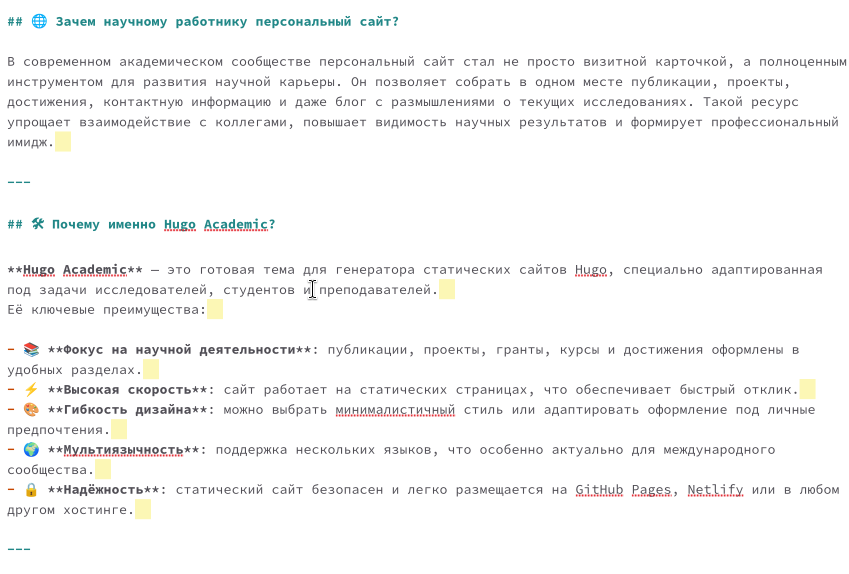 ## 🌐 Зачем научному работнику персональный сайт?
В современном академическом сообществе персональный сайт стал не просто визитной карточкой, а полноценным
инструментом для развития научной карьеры. Он позволяет собрать в одном месте публикации, проекты,
достижения, контактную информацию и даже блог с размышлениями о текущих исследованиях. Такой ресурс
упрощает взаимодействие с коллегами, повышает видимость научных результатов и формирует профессиональный
имидж.
---
## 🛠 Почему именно Hugo Academic?
**Hugo Academic** — это готовая тема для генератора статических сайтов Hugo, специально адаптированная
под задачи исследователей, студентов и преподавателей.
Её ключевые преимущества:
- 📚 **Фокус на научной деятельности**: публикации, проекты, гранты, курсы и достижения оформлены в
удобных разделах.
- ⚡ **Высокая скорость**: сайт работает на статических страницах, что обеспечивает быстрый отклик.
- 🎨 **Гибкость дизайна**: можно выбрать минималистичный стиль или адаптировать оформление под личные
предпочтения.
- 🌍 **Мультиязычность**: поддержка нескольких языков, что особенно актуально для международного
сообщества.
- 🔒 **Надёжность**: статический сайт безопасен и легко размещается на GitHub Pages, Netlify или в любом
другом хостинге.
---